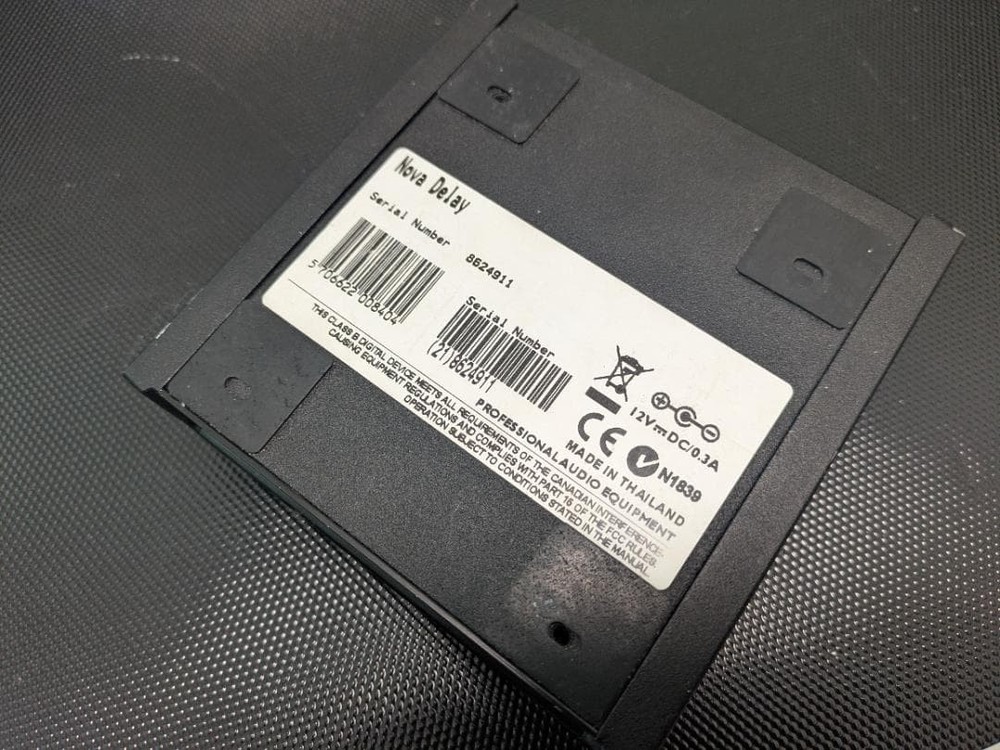 Nova Delay
Serial Number 8624911
5 706622 008404
Serial Number
(21)8624911
12V⎓DC/0.3A
CE N1839
MADE IN THAILAND
PROFESSIONAL AUDIO EQUIPMENT
THIS CLASS B DIGITAL DEVICE MEETS ALL REQUIREMENTS OF THE CANADIAN INTERFERENCE-
CAUSING EQUIPMENT REGULATIONS AND COMPLIES WITH PART 15 OF THE FCC RULES.
OPERATION SUBJECT TO CONDITIONS STATED IN THE MANUAL.